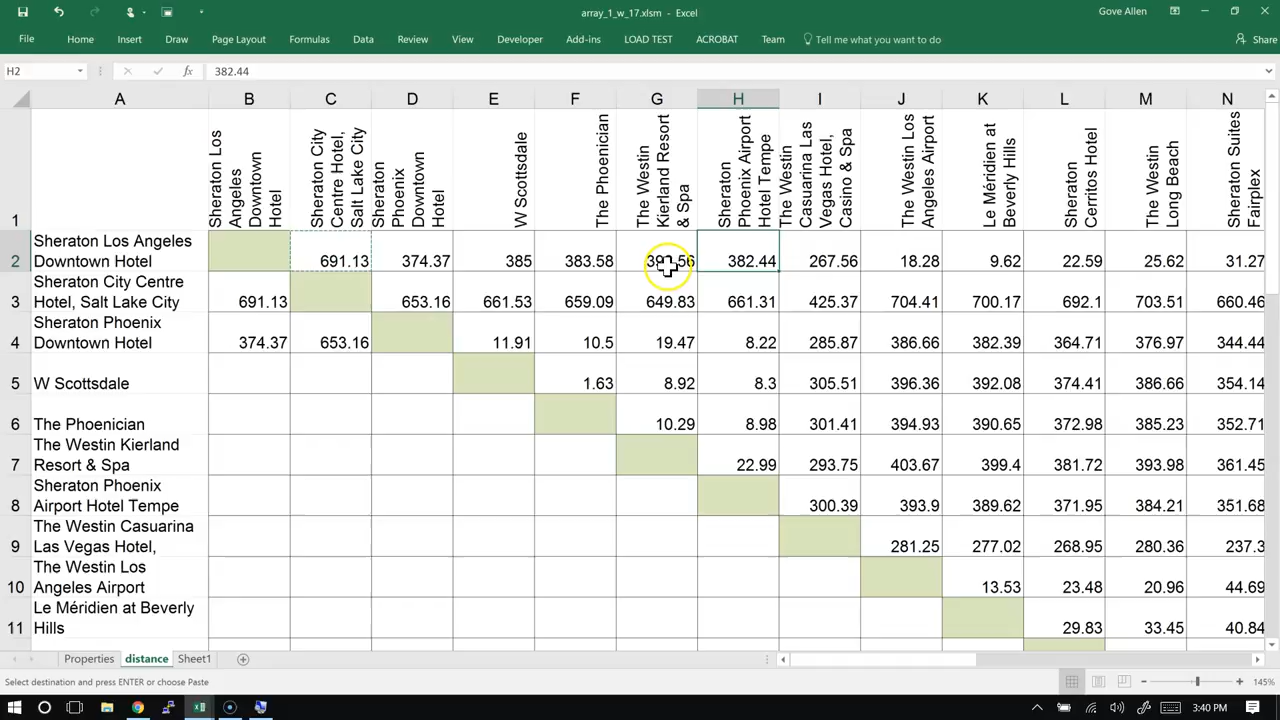 array_1_w_17.xlsm - Excel
Gove Allen
File Home Insert Draw Page Layout Formulas Data Review View Developer Add-ins LOAD TEST ACROBAT Team Tell me what you want to do Share
H2 fx 382.44
A B C D E F G H I J K L M N
1
Sheraton Los
Angeles
Downtown
Hotel
Sheraton City
Centre Hotel,
Salt Lake City
Sheraton
Phoenix
Downtown
Hotel
W Scottsdale
The Phoenician
The Westin
Kierland Resort
& Spa
Sheraton
Phoenix Airport
Hotel Tempe
The Westin
Casuarina Las
Vegas Hotel,
Casino & Spa
The Westin Los
Angeles Airport
Le Méridien at
Beverly Hills
Sheraton
Cerritos Hotel
The Westin
Long Beach
Sheraton Suites
Fairplex
Sheraton Los Angeles
2 Downtown Hotel 691.13 374.37 385 383.58 382.44 267.56 18.28 9.62 22.59 25.62 31.27
Sheraton City Centre
3 Hotel, Salt Lake City 691.13 653.16 661.53 659.09 649.83 661.31 425.37 704.41 700.17 692.1 703.51 660.46
Sheraton Phoenix
4 Downtown Hotel 374.37 653.16 11.91 10.5 19.47 8.22 285.87 386.66 382.39 364.71 376.97 344.44
5 W Scottsdale 1.63 8.92 8.3 305.51 396.36 392.08 374.41 386.66 354.14
6 The Phoenician 10.29 8.98 301.41 394.93 390.65 372.98 385.23 352.71
The Westin Kierland
7 Resort & Spa 22.99 293.75 403.67 399.4 381.72 393.98 361.45
Sheraton Phoenix
8 Airport Hotel Tempe 300.39 393.9 389.62 371.95 384.21 351.68
The Westin Casuarina
9 Las Vegas Hotel, 281.25 277.02 268.95 280.36 237.3
The Westin Los
10 Angeles Airport 13.53 23.48 20.96 44.69
Le Méridien at Beverly
11 Hills 29.83 33.45 40.84
Properties distance Sheet1
Select destination and press ENTER or choose Paste 145%
3:40 PM